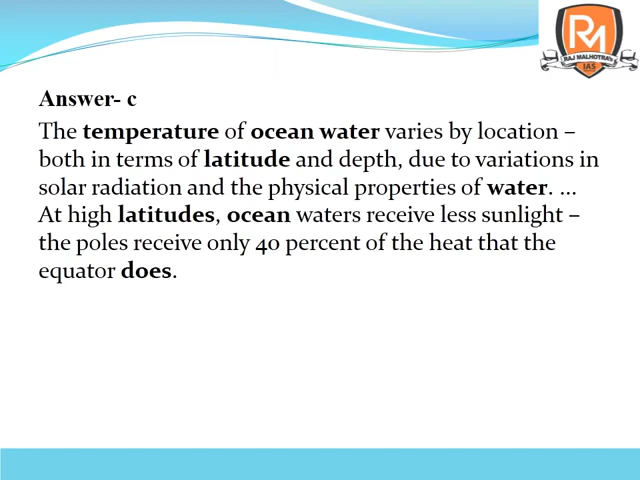 RM
RAJ MALHOTRA's
IAS
Answer- c
The temperature of ocean water varies by location –
both in terms of latitude and depth, due to variations in
solar radiation and the physical properties of water. ...
At high latitudes, ocean waters receive less sunlight –
the poles receive only 40 percent of the heat that the
equator does.